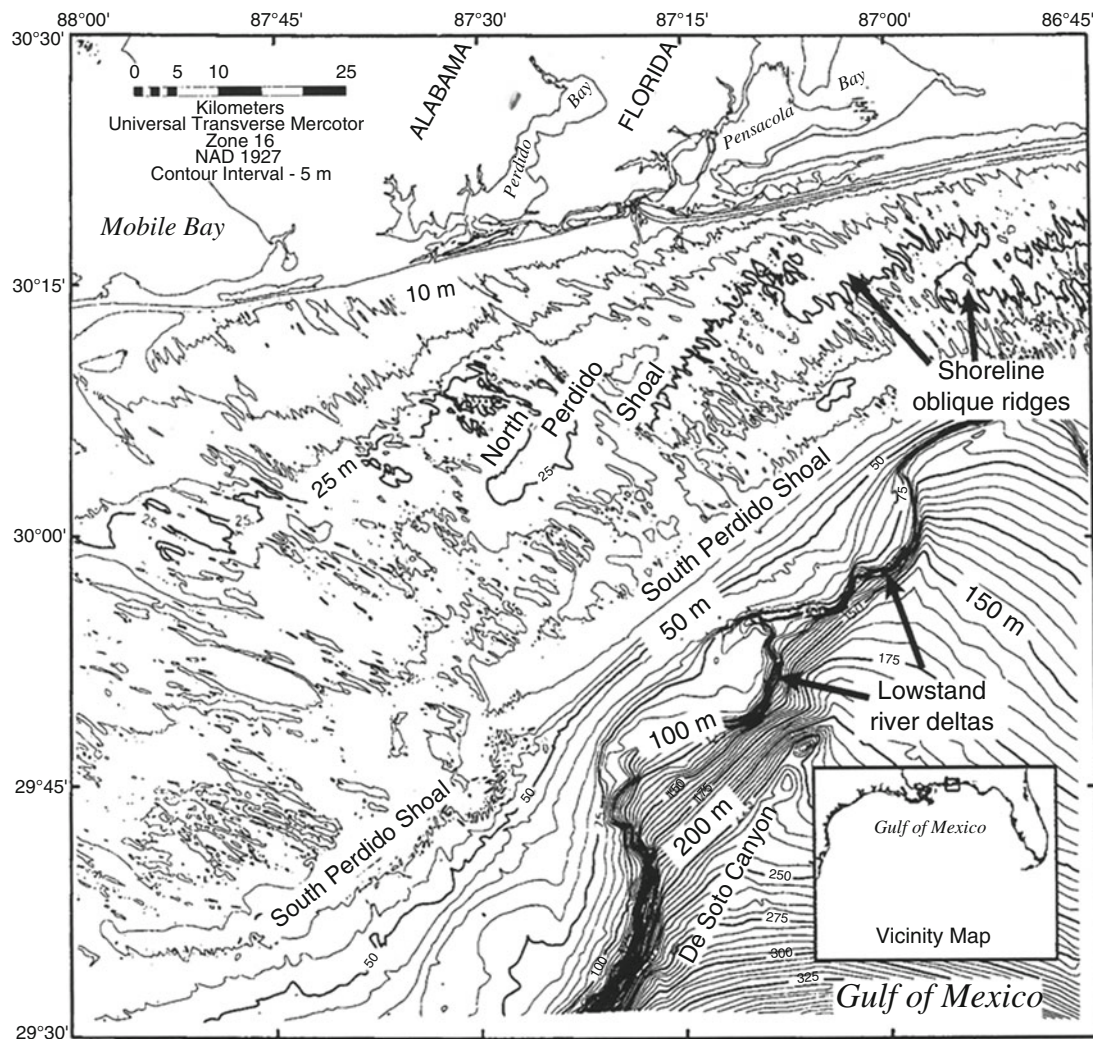 88°00' 87°45' 87°30' 87°15' 87°00' 86°45'
30°30'
0 5 10 25
Kilometers
Universal Transverse Mercotor
Zone 16
NAD 1927
Contour Interval - 5 m
ALABAMA
FLORIDA
Perdido
Bay
Pensacola
Bay
Mobile Bay
30°15'
10 m
Shoreline
oblique ridges
North
Perdido
Shoal
25 m
25
25
25
30°00'
South Perdido Shoal
50
75
50 m
150 m
175
Lowstand
river deltas
100 m
150
175
200 m
29°45'
50
South Perdido Shoal
De Soto Canyon
Gulf of Mexico
Vicinity Map
250
275
300
325
50
100
Gulf of Mexico
29°30'